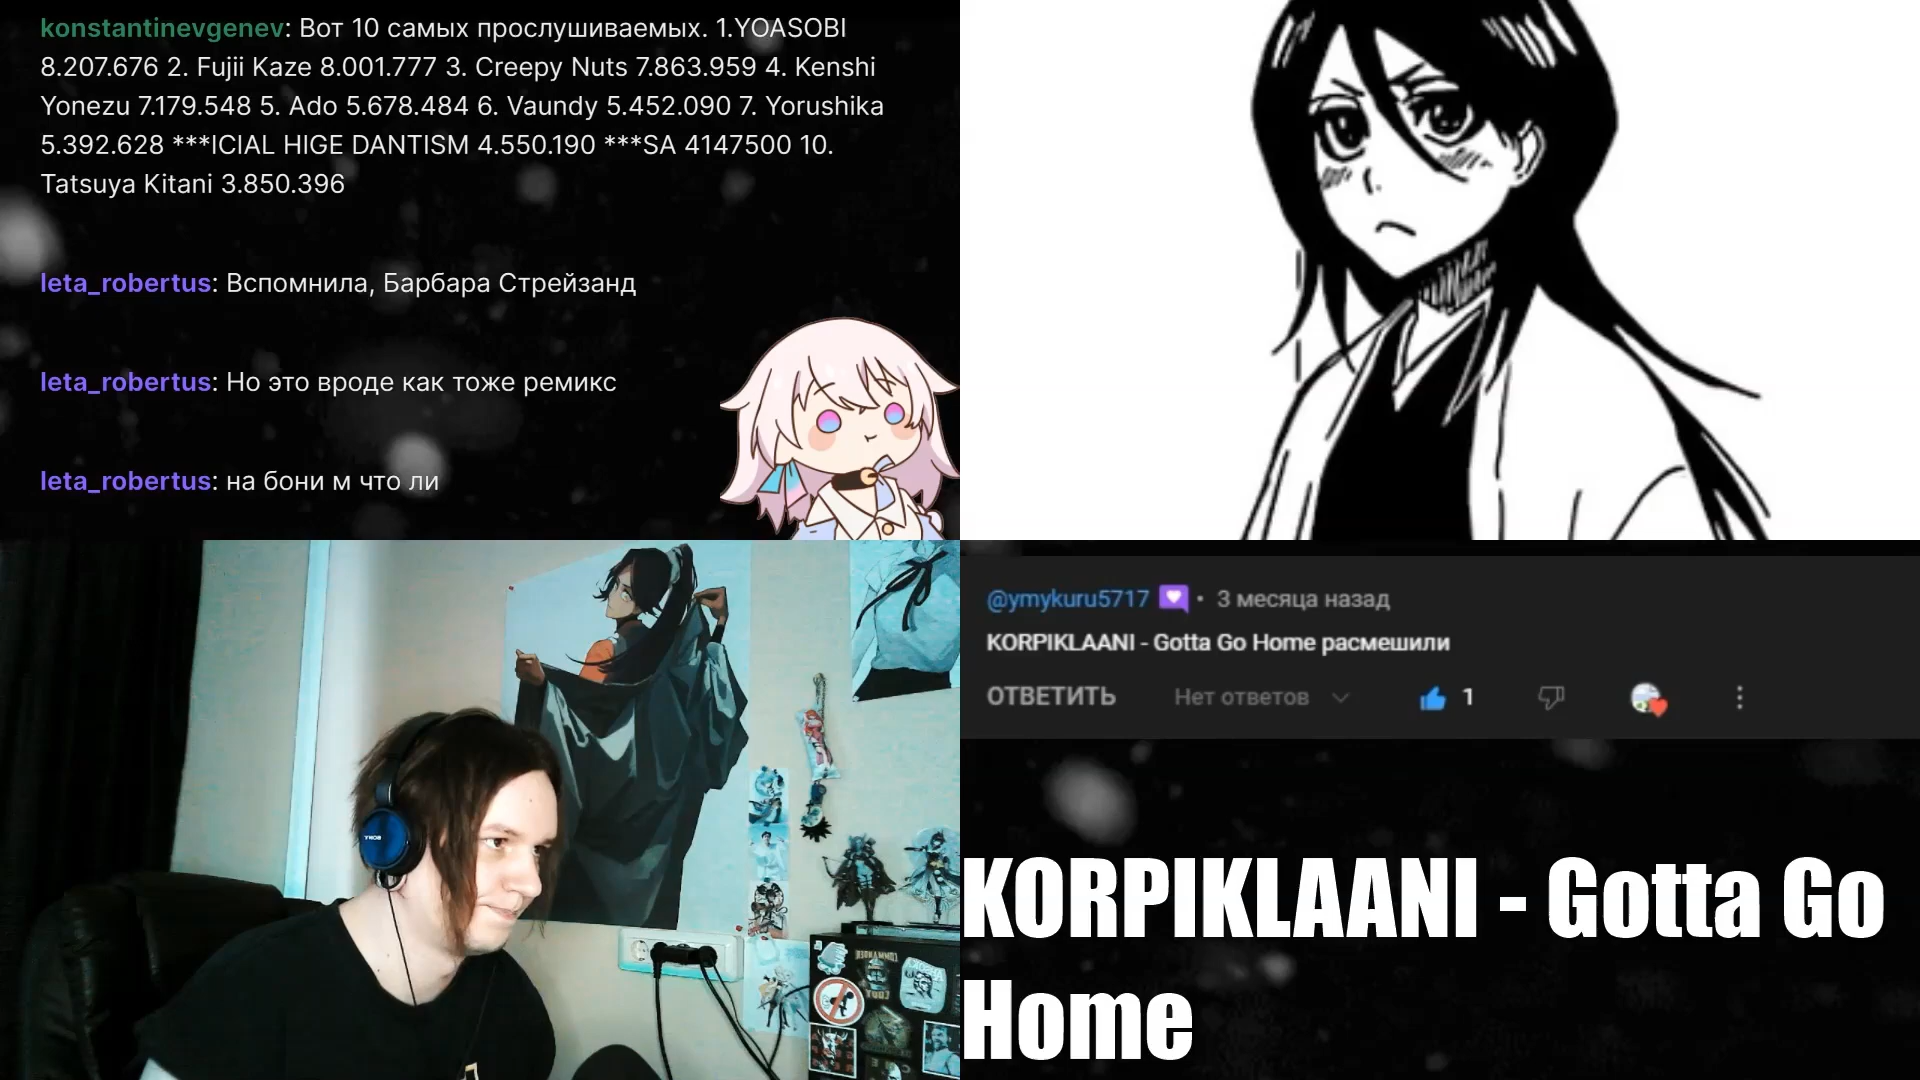 konstantinevgenev: Вот 10 самых прослушиваемых. 1.YOASOBI
8.207.676 2. Fujii Kaze 8.001.777 3. Creepy Nuts 7.863.959 4. Kenshi
Yonezu 7.179.548 5. Ado 5.678.484 6. Vaundy 5.452.090 7. Yorushika
5.392.628 ***ICIAL HIGE DANTISM 4.550.190 ***SA 4147500 10.
Tatsuya Kitani 3.850.396
leta_robertus: Вспомнила, Барбара Стрейзанд
leta_robertus: Но это вроде как тоже ремикс
leta_robertus: на бони м что ли
@ymykuru5717 • 3 месяца назад
KORPIKLAANI - Gotta Go Home расмешили
ОТВЕТИТЬ Нет ответов 1
KORPIKLAANI - Gotta Go
Home